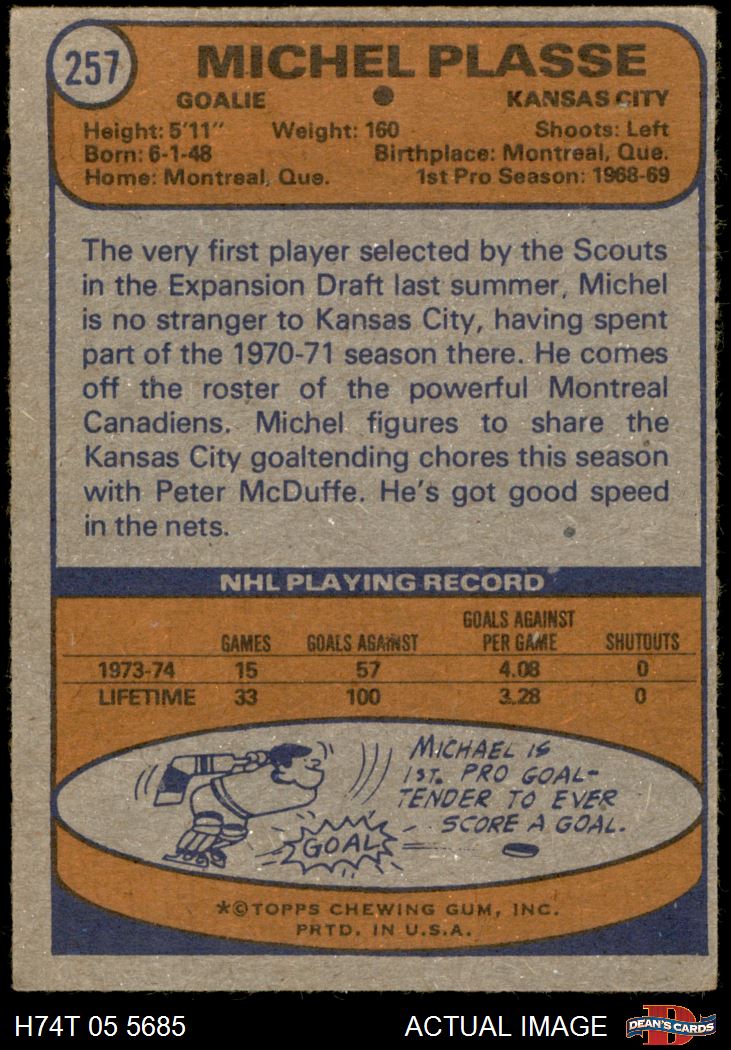 257
MICHEL PLASSE
GOALIE ● KANSAS CITY
Height: 5'11" Weight: 160 Shoots: Left
Born: 6-1-48 Birthplace: Montreal, Que.
Home: Montreal, Que. 1st Pro Season: 1968-69
The very first player selected by the Scouts
in the Expansion Draft last summer, Michel
is no stranger to Kansas City, having spent
part of the 1970-71 season there. He comes
off the roster of the powerful Montreal
Canadiens. Michel figures to share the
Kansas City goaltending chores this season
with Peter McDuffe. He's got good speed
in the nets.
NHL PLAYING RECORD
GAMES GOALS AGAINST GOALS AGAINST PER GAME SHUTOUTS
1973-74 15 57 4.08 0
LIFETIME 33 100 3.28 0
MICHAEL IS
1ST. PRO GOAL-
TENDER TO EVER
SCORE A GOAL.
GOAL
*©TOPPS CHEWING GUM, INC.
PRTD. IN U.S.A.
H74T 05 5685 ACTUAL IMAGE D DEAN'S CARDS